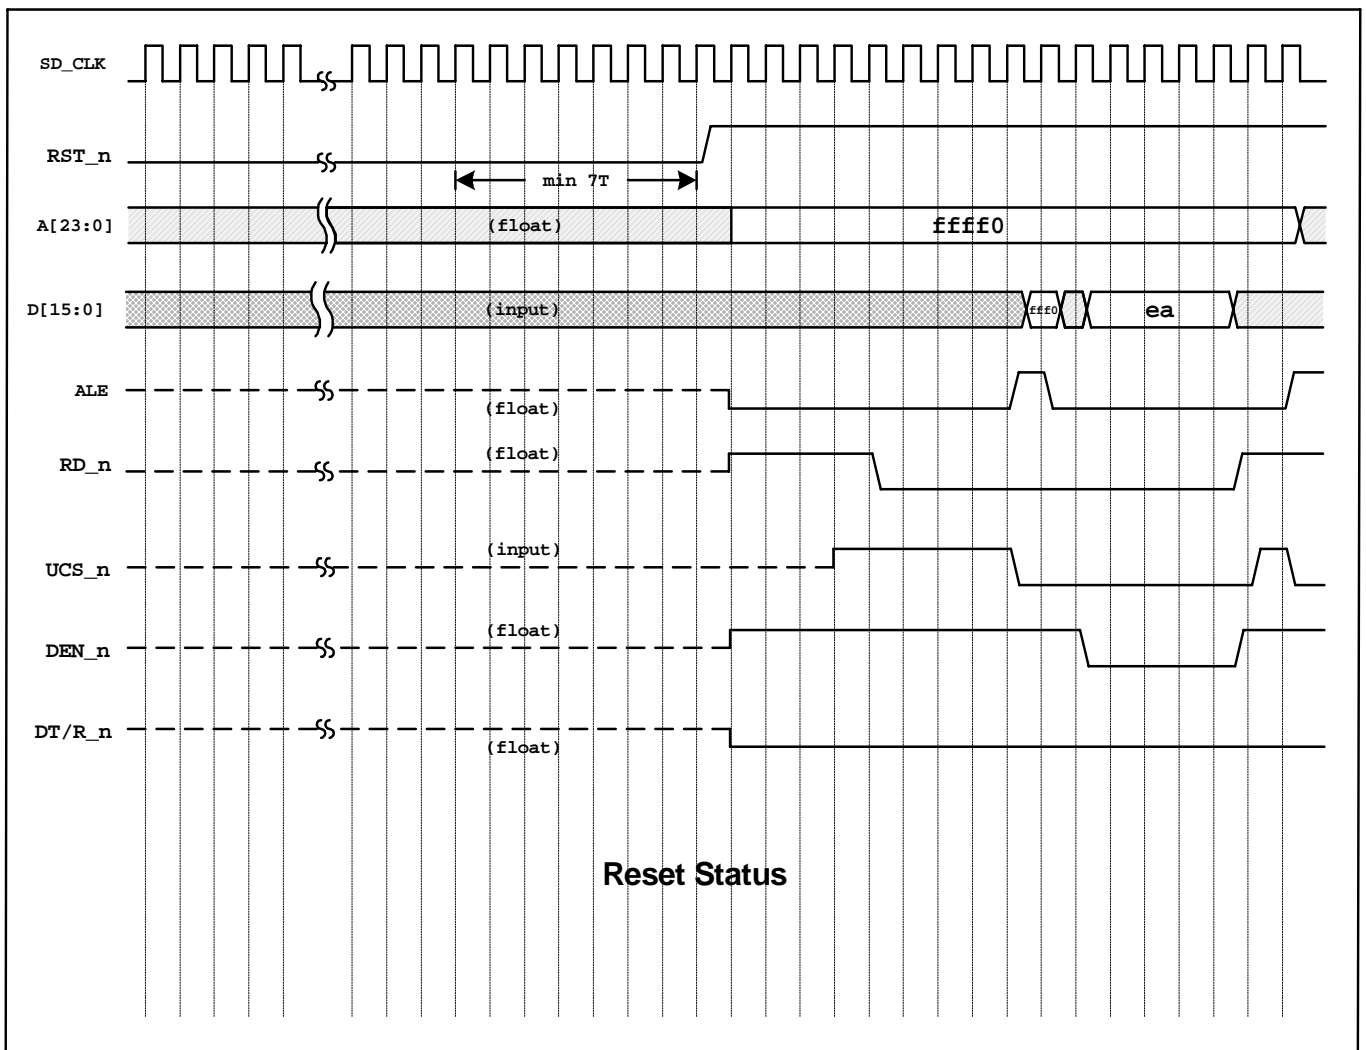 SD_CLK
RST_n
min 7T
A[23:0]
(float)
ffff0
D[15:0]
(input)
fff0
ea
ALE
(float)
RD_n
(float)
UCS_n
(input)
DEN_n
(float)
DT/R_n
(float)
Reset Status